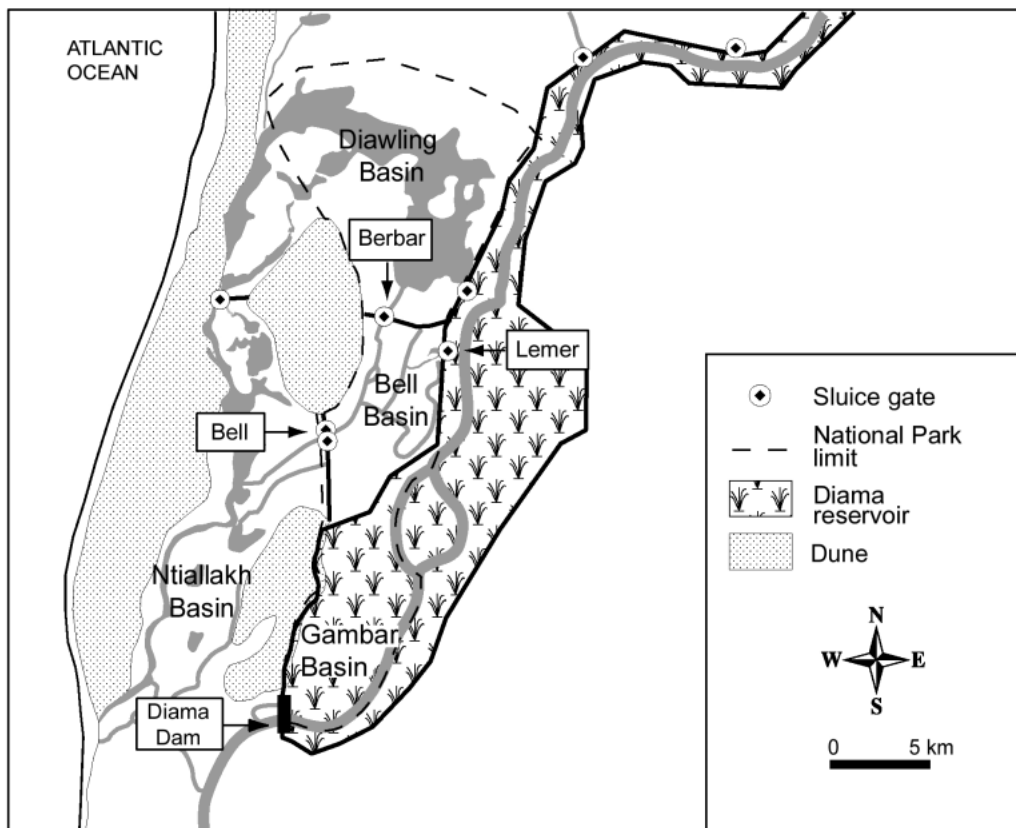 ATLANTIC
OCEAN
Diawling
Basin
Berbar
Lemer
Bell
Basin
Bell
Ntiallakh
Basin
Gambar
Basin
Diama
Dam
Sluice gate
National Park
limit
Diama
reservoir
Dune
N
W
E
S
0
5 km